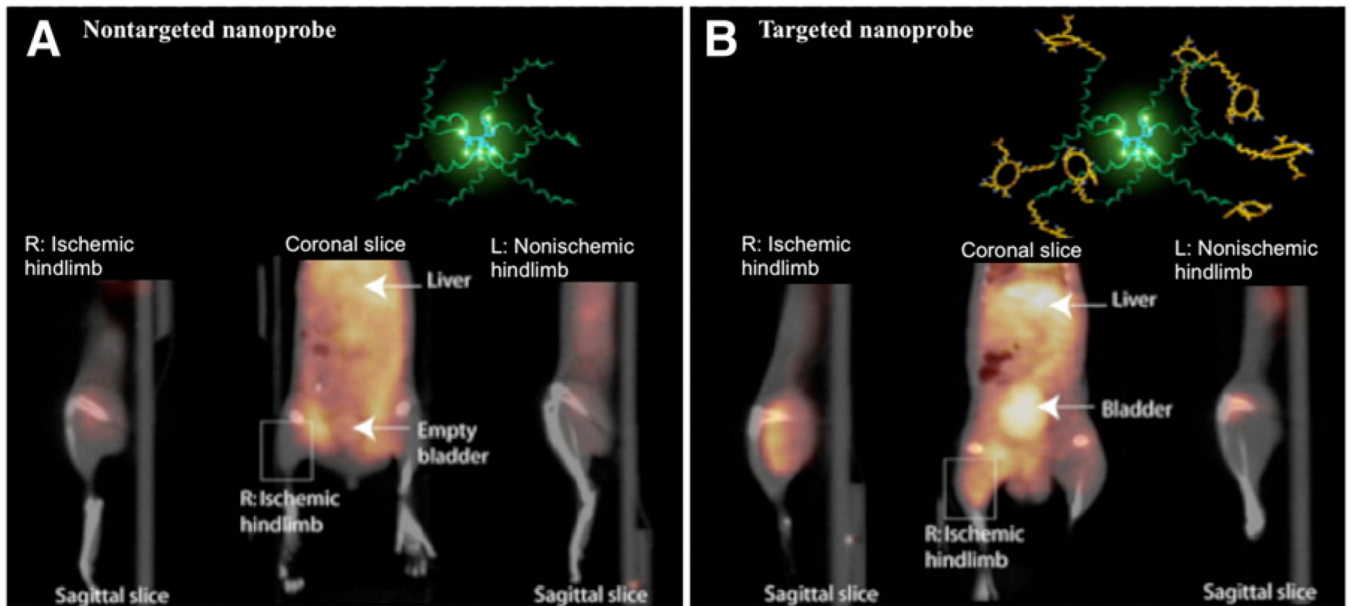 A Nontargeted nanoprobe
R: Ischemic
hindlimb
Coronal slice
L: Nonischemic
hindlimb
Liver
Empty
bladder
R: Ischemic
hindlimb
Sagittal slice
Sagittal slice
B Targeted nanoprobe
R: Ischemic
hindlimb
Coronal slice
L: Nonischemic
hindlimb
Liver
Bladder
R: Ischemic
hindlimb
Sagittal slice
Sagittal slice